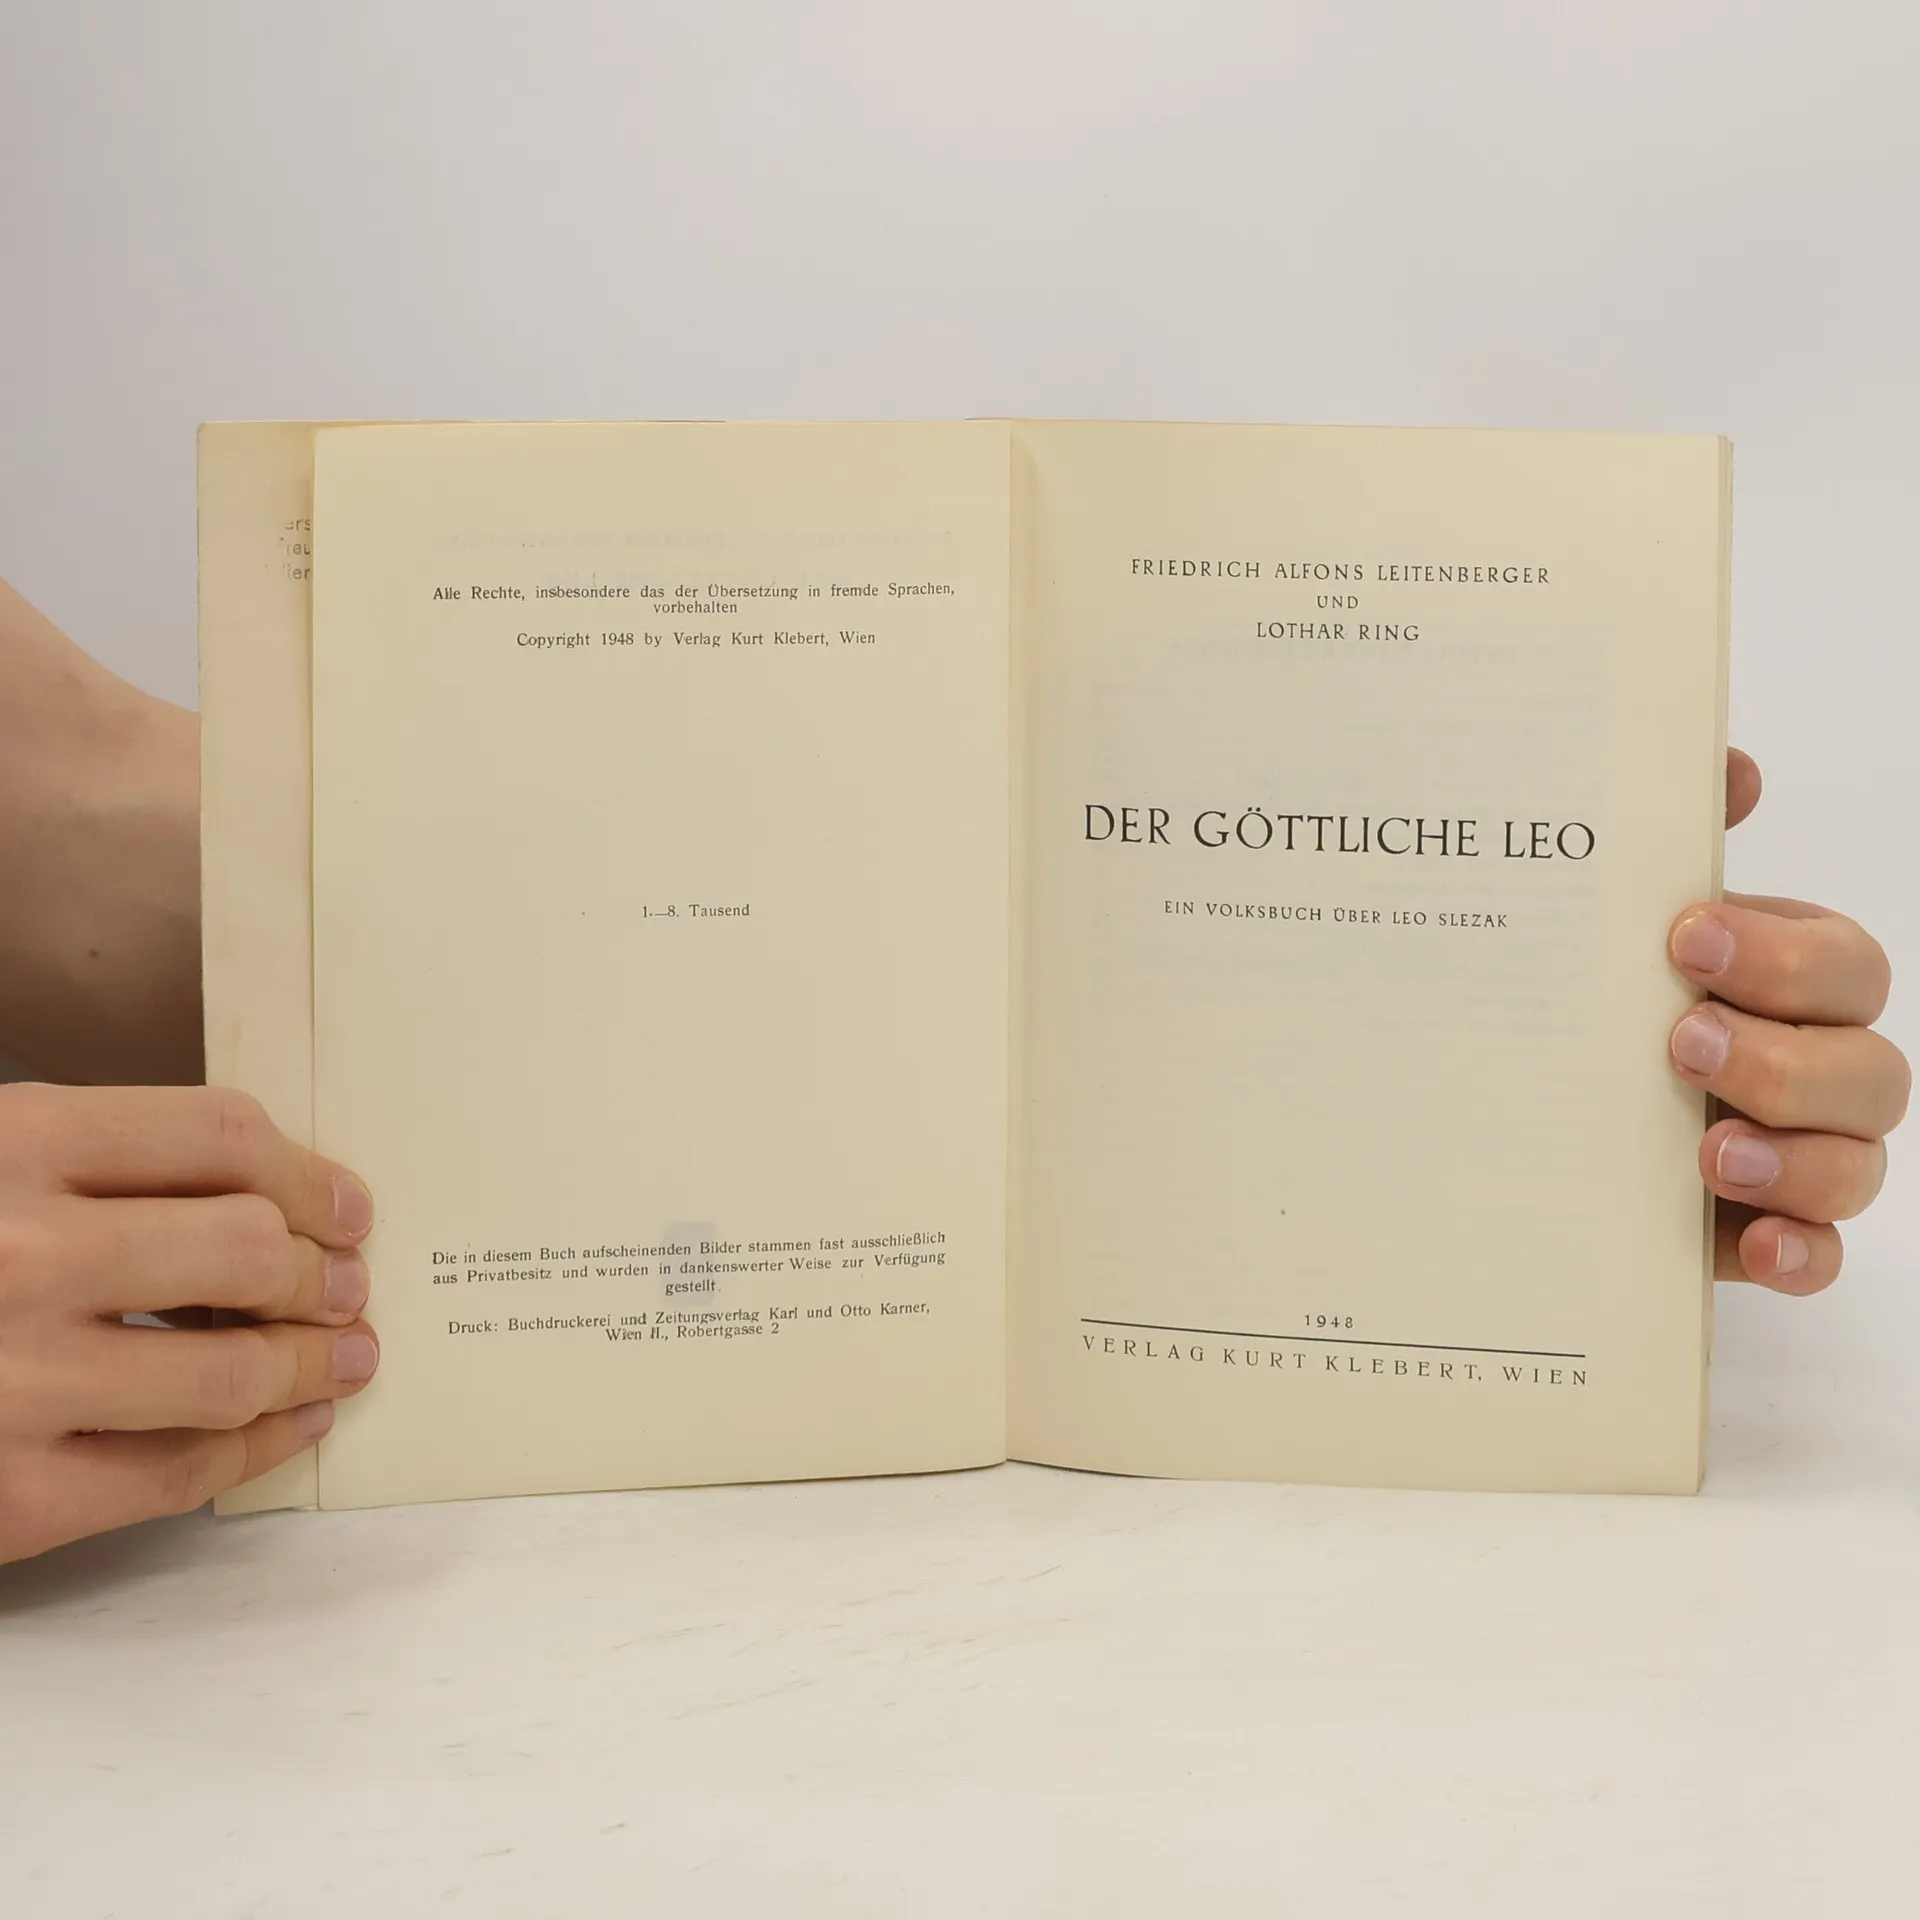 Alle Rechte, insbesondere das der Übersetzung in fremde Sprachen,
vorbehalten
Copyright 1948 by Verlag Kurt Klebert, Wien
1.—8. Tausend
Die in diesem Buch aufscheinenden Bilder stammen fast ausschließlich
aus Privatbesitz und wurden in dankenswerter Weise zur Verfügung
gestellt.
Druck: Buchdruckerei und Zeitungsverlag Karl und Otto Karner,
Wien II., Robertgasse 2
FRIEDRICH ALFONS LEITENBERGER
UND
LOTHAR RING
DER GÖTTLICHE LEO
EIN VOLKSBUCH ÜBER LEO SLEZAK
1948
VERLAG KURT KLEBERT, WIEN